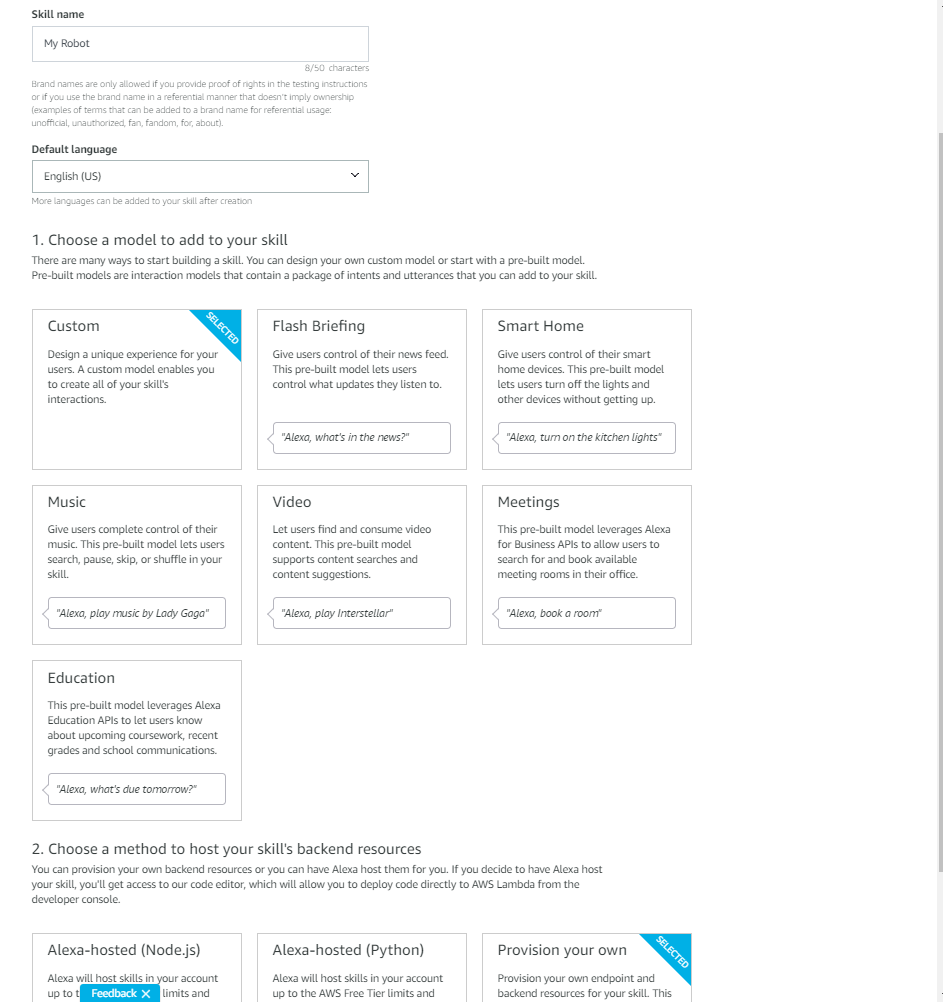 Skill name
My Robot
8/50 characters
Brand names are only allowed if you provide proof of rights in the testing instructions
or if you use the brand name in a referential manner that doesn't imply ownership
(examples of terms that can be added to a brand name for referential usage:
unofficial, unauthorized, fan, fandom, for, about).
Default language
English (US)
More languages can be added to your skill after creation
1. Choose a model to add to your skill
There are many ways to start building a skill. You can design your own custom model or start with a pre-built model.
Pre-built models are interaction models that contain a package of intents and utterances that you can add to your skill.
Custom
SELECTED
Design a unique experience for your
users. A custom model enables you
to create all of your skill's
interactions.
Flash Briefing
Give users control of their news feed.
This pre-built model lets users
control what updates they listen to.
"Alexa, what's in the news?"
Smart Home
Give users control of their smart
home devices. This pre-built model
lets users turn off the lights and
other devices without getting up.
"Alexa, turn on the kitchen lights"
Music
Give users complete control of their
music. This pre-built model lets users
search, pause, skip, or shuffle in your
skill.
"Alexa, play music by Lady Gaga"
Video
Let users find and consume video
content. This pre-built model
supports content searches and
content suggestions.
"Alexa, play Interstellar"
Meetings
This pre-built model leverages Alexa
for Business APIs to allow users to
search for and book available
meeting rooms in their office.
"Alexa, book a room"
Education
This pre-built model leverages Alexa
Education APIs to let users know
about upcoming coursework, recent
grades and school communications.
"Alexa, what's due tomorrow?"
2. Choose a method to host your skill's backend resources
You can provision your own backend resources or you can have Alexa host them for you. If you decide to have Alexa host
your skill, you'll get access to our code editor, which will allow you to deploy code directly to AWS Lambda from the
developer console.
Alexa-hosted (Node.js)
Alexa will host skills in your account
up to t limits and
Feedback
Alexa-hosted (Python)
Alexa will host skills in your account
up to the AWS Free Tier limits and
Provision your own
SELECTED
Provision your own endpoint and
backend resources for your skill. This